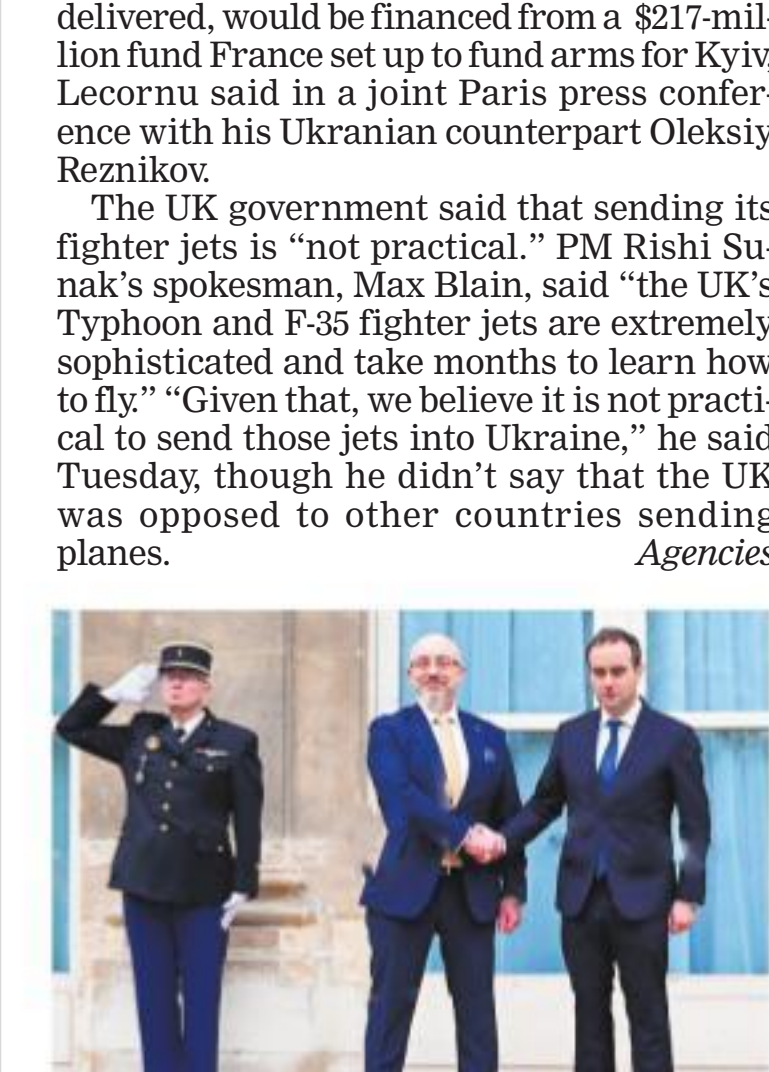 delivered, would be financed from a $217-mil-
lion fund France set up to fund arms for Kyiv,
Lecornu said in a joint Paris press confer-
ence with his Ukranian counterpart Oleksiy
Reznikov.
The UK government said that sending its
fighter jets is “not practical.” PM Rishi Su-
nak’s spokesman, Max Blain, said “the UK’s
Typhoon and F-35 fighter jets are extremely
sophisticated and take months to learn how
to fly.” “Given that, we believe it is not practi-
cal to send those jets into Ukraine,” he said
Tuesday, though he didn’t say that the UK
was opposed to other countries sending
planes. Agencies